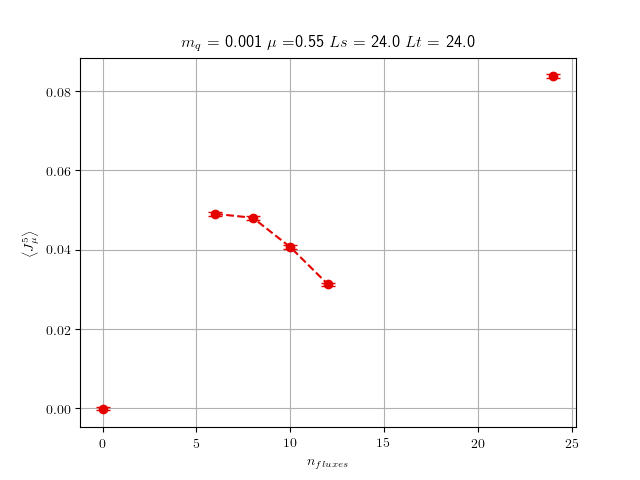 $m_q$ = 0.001 $\mu$ =0.55 $Ls$ = 24.0 $Lt$ = 24.0
0.08
0.06
0.04
0.02
0.00
$\langle J^5_\mu \rangle$
0 5 10 15 20 25
$n_{fluxes}$